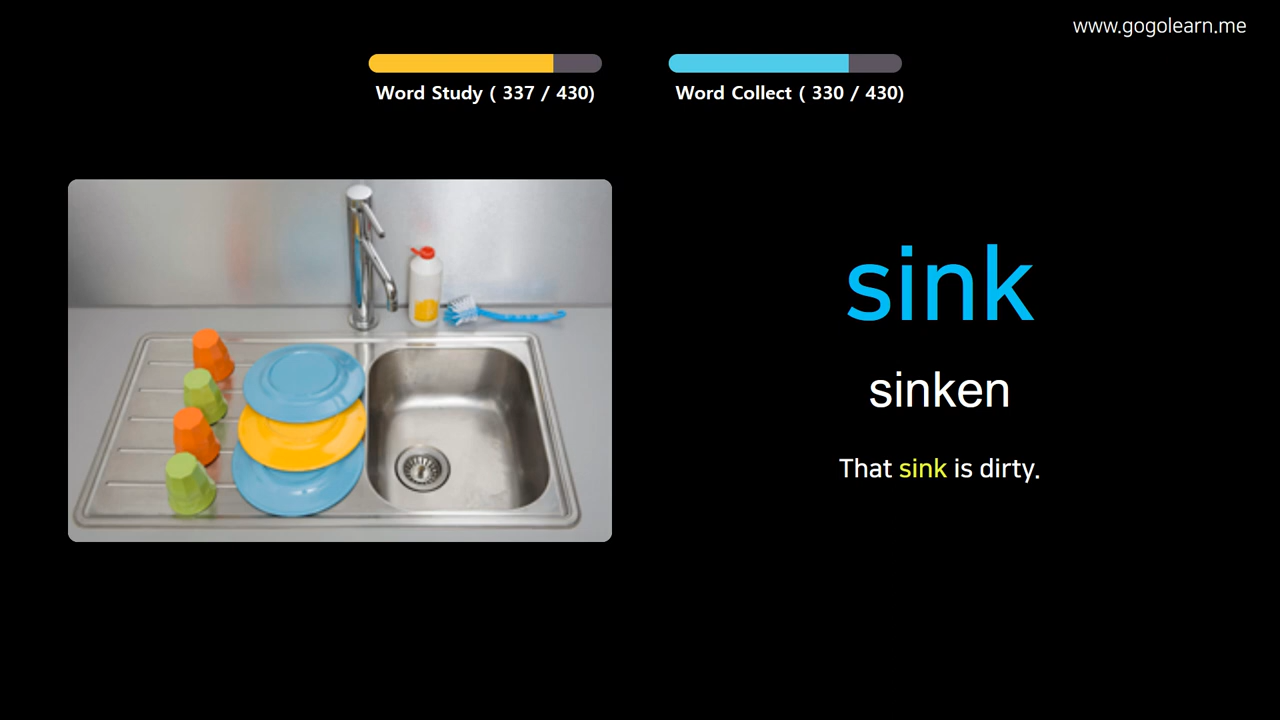 www.gogolearn.me
Word Study ( 337 / 430)
Word Collect ( 330 / 430)
sink
sinken
That sink is dirty.